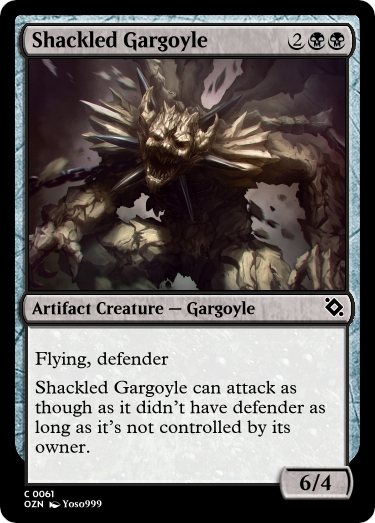 Shackled Gargoyle 2
Artifact Creature — Gargoyle
Flying, defender
Shackled Gargoyle can attack as
though as it didn't have defender as
long as it's not controlled by its
owner.
6/4
C 0061
OZN Yoso999